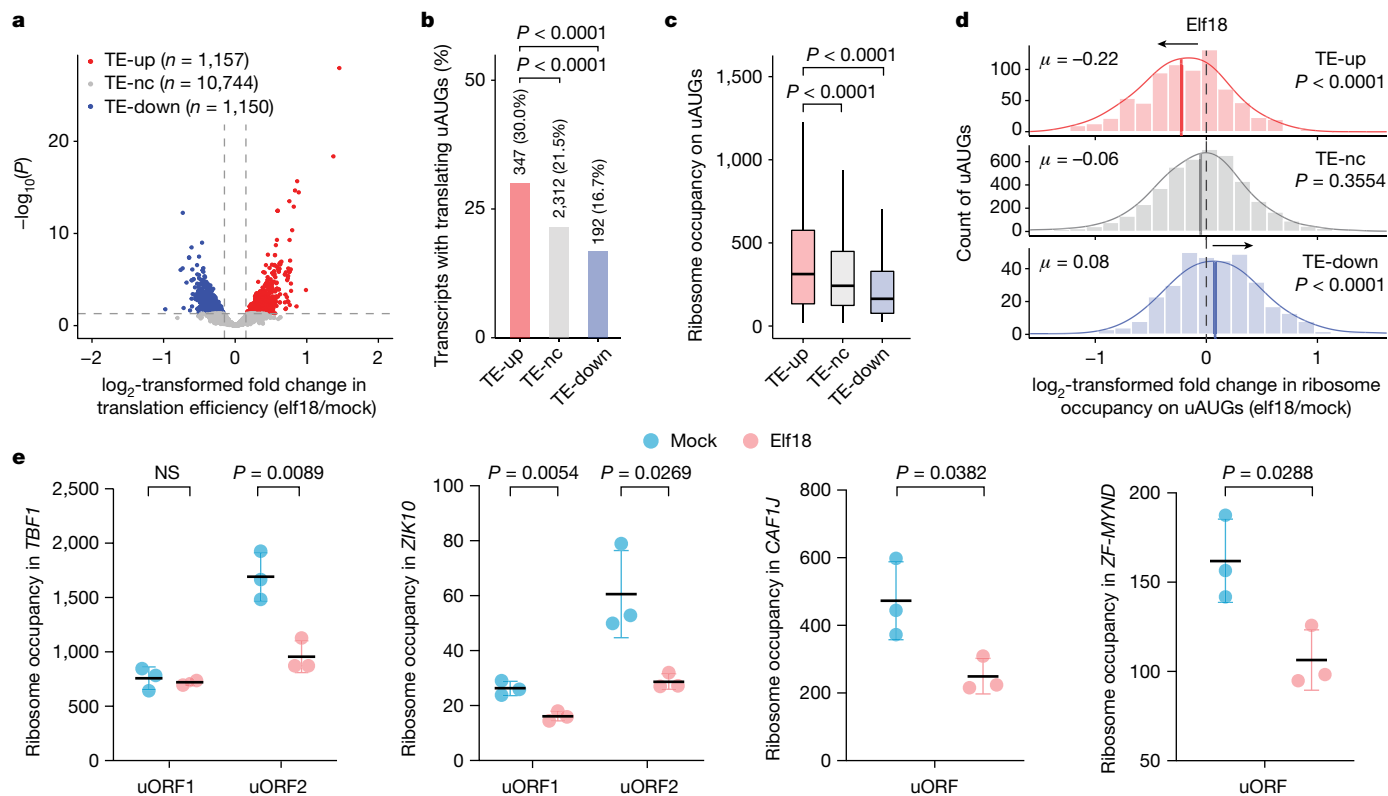 a
TE-up (n = 1,157)
TE-nc (n = 10,744)
TE-down (n = 1,150)
−log10(P)
20
10
0
−2
−1
0
1
2
log2-transformed fold change in
translation efficiency (elf18/mock)
b
Transcripts with translating uAUGs (%)
P < 0.0001
P < 0.0001
50
25
0
347 (30.0%)
2,312 (21.5%)
192 (16.7%)
TE-up
TE-nc
TE-down
c
Ribosome occupancy on uAUGs
P < 0.0001
P < 0.0001
1,500
1,000
500
0
TE-up
TE-nc
TE-down
d
Elf18
Count of uAUGs
μ = −0.22
TE-up
P < 0.0001
100
50
0
μ = −0.06
TE-nc
P = 0.3554
600
400
200
0
μ = 0.08
TE-down
P < 0.0001
40
20
0
−1
0
1
log2-transformed fold change in ribosome
occupancy on uAUGs (elf18/mock)
Mock
Elf18
e
Ribosome occupancy in TBF1
NS
P = 0.0089
2,500
2,000
1,500
1,000
500
0
uORF1
uORF2
Ribosome occupancy in ZIK10
P = 0.0054
P = 0.0269
100
80
60
40
20
0
uORF1
uORF2
Ribosome occupancy in CAF1J
P = 0.0382
800
600
400
200
0
uORF
Ribosome occupancy in ZF-MYND
P = 0.0288
200
150
100
50
uORF